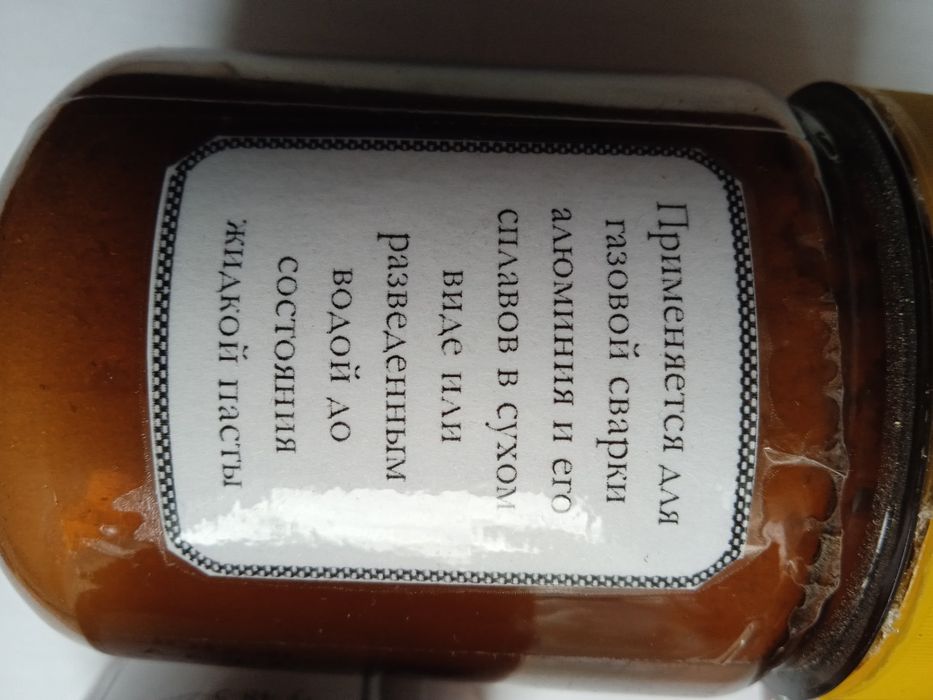 Применяется для
газовой сварки
алюминия и его
сплавов в сухом
виде или
разведенным
водой до
состояния
жидкой пасты